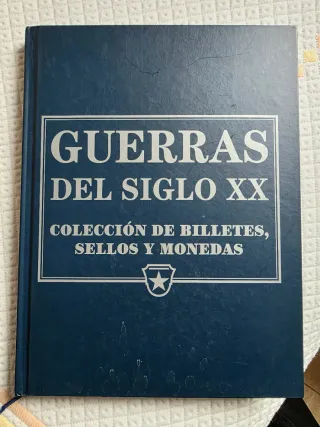 GUERRAS
DEL SIGLO XX
COLECCIÓN DE BILLETES,
SELLOS Y MONEDAS